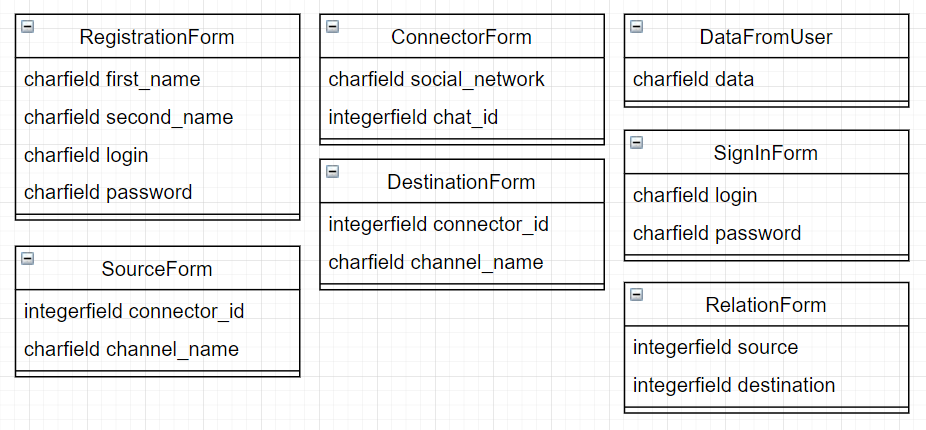 RegistrationForm
charfield first_name
charfield second_name
charfield login
charfield password
SourceForm
integerfield connector_id
charfield channel_name
ConnectorForm
charfield social_network
integerfield chat_id
DestinationForm
integerfield connector_id
charfield channel_name
DataFromUser
charfield data
SignInForm
charfield login
charfield password
RelationForm
integerfield source
integerfield destination